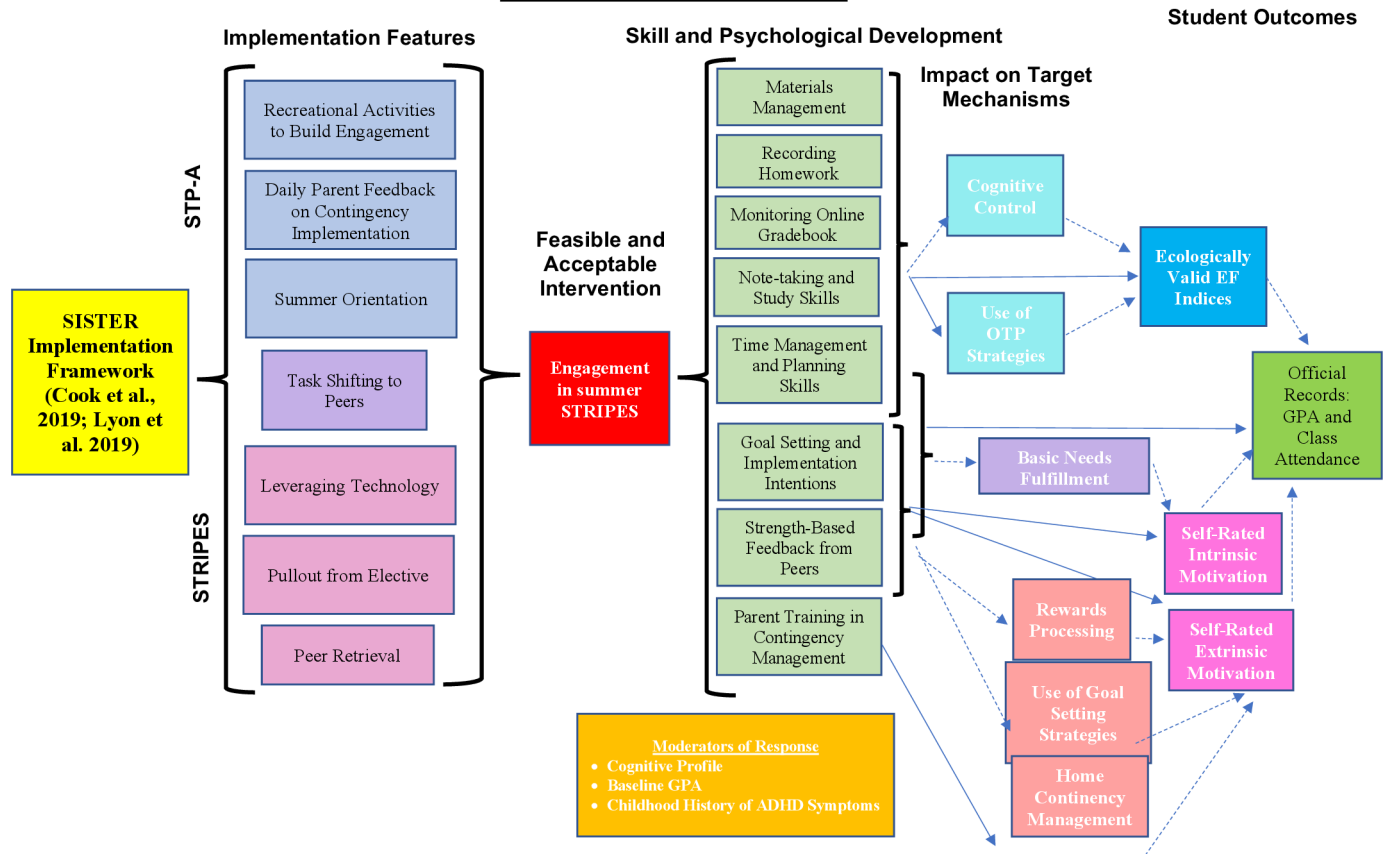 Student Outcomes
Implementation Features
Skill and Psychological Development
Impact on Target
Mechanisms
STP-A
STRIPES
SISTER
Implementation
Framework
(Cook et al.,
2019; Lyon et
al. 2019)
Recreational Activities
to Build Engagement
Daily Parent Feedback
on Contingency
Implementation
Summer Orientation
Task Shifting to
Peers
Leveraging Technology
Pullout from Elective
Peer Retrieval
Feasible and
Acceptable
Intervention
Engagement
in summer
STRIPES
Materials
Management
Recording
Homework
Monitoring Online
Gradebook
Note-taking and
Study Skills
Time Management
and Planning
Skills
Goal Setting and
Implementation
Intentions
Strength-Based
Feedback from
Peers
Parent Training in
Contingency
Management
Moderators of Response
• Cognitive Profile
• Baseline GPA
• Childhood History of ADHD Symptoms
Cognitive
Control
Use of
OTP
Strategies
Basic Needs
Fulfillment
Rewards
Processing
Use of Goal
Setting
Strategies
Home
Continency
Management
Ecologically
Valid EF
Indices
Self-Rated
Intrinsic
Motivation
Self-Rated
Extrinsic
Motivation
Official
Records:
GPA and
Class
Attendance